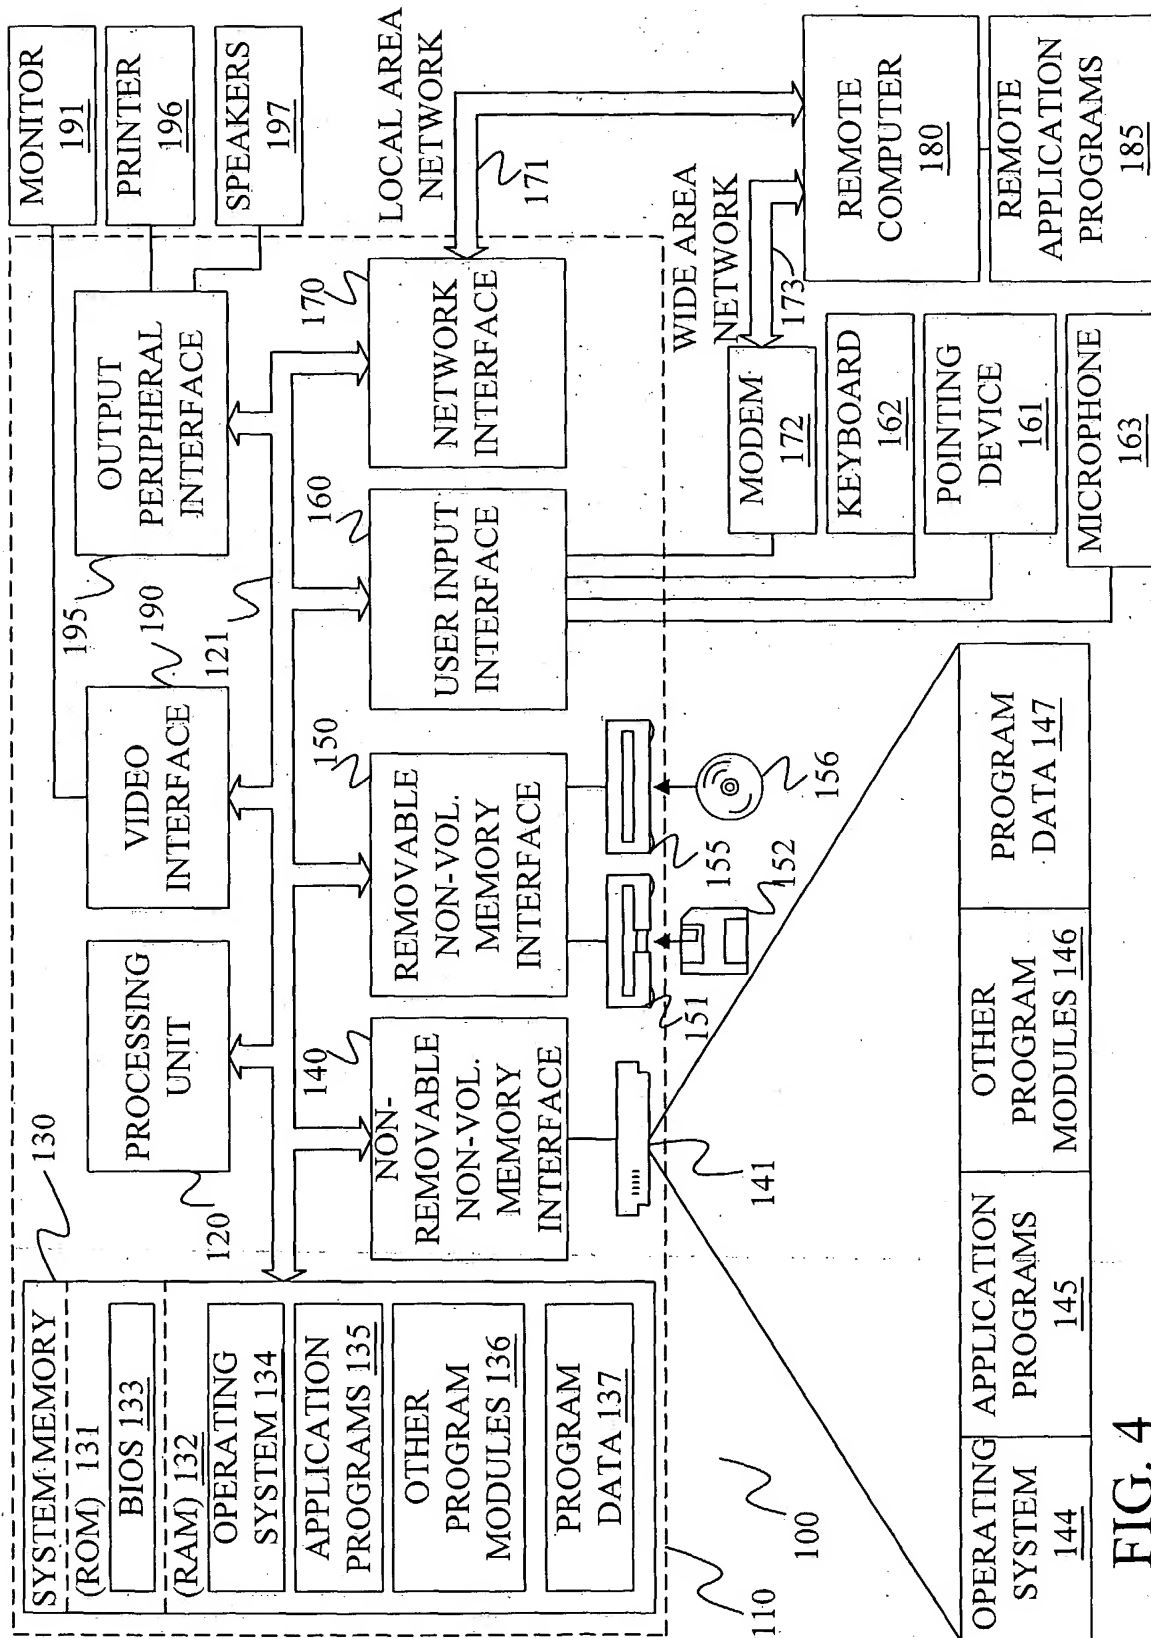 SYSTEM MEMORY
(ROM) 131
BIOS 133
(RAM) 132
OPERATING
SYSTEM 134
APPLICATION
PROGRAMS 135
OTHER
PROGRAM
MODULES 136
PROGRAM
DATA 137
130
120
PROCESSING
UNIT
VIDEO
INTERFACE
190
121
195
OUTPUT
PERIPHERAL
INTERFACE
MONITOR
191
PRINTER
196
SPEAKERS
197
140
NON-
REMOVABLE
NON-VOL.
MEMORY
INTERFACE
150
REMOVABLE
NON-VOL.
MEMORY
INTERFACE
160
USER INPUT
INTERFACE
170
NETWORK
INTERFACE
LOCAL AREA
NETWORK
171
141
151
152
155
156
WIDE AREA
NETWORK
173
MODEM
172
KEYBOARD
162
POINTING
DEVICE
161
MICROPHONE
163
REMOTE
COMPUTER
180
REMOTE
APPLICATION
PROGRAMS
185
110
100
OPERATING
SYSTEM
144
APPLICATION
PROGRAMS
145
OTHER
PROGRAM
MODULES 146
PROGRAM
DATA 147
FIG. 4